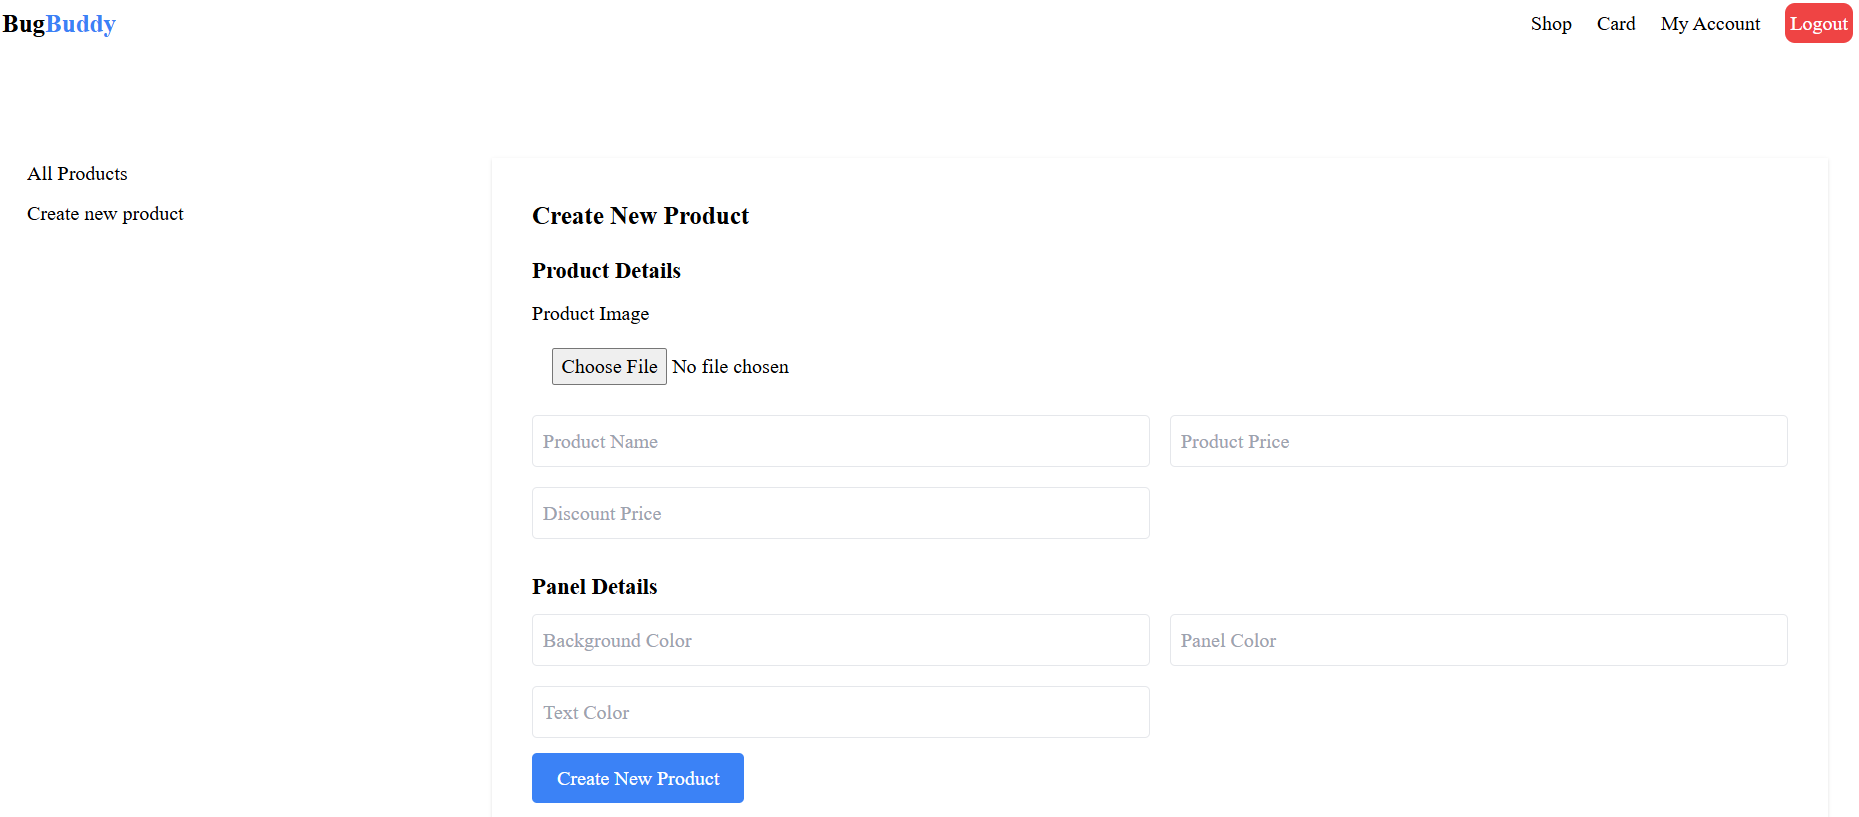 BugBuddy
Shop Card My Account Logout
All Products
Create new product
Create New Product
Product Details
Product Image
Choose File No file chosen
Product Name Product Price
Discount Price
Panel Details
Background Color Panel Color
Text Color
Create New Product